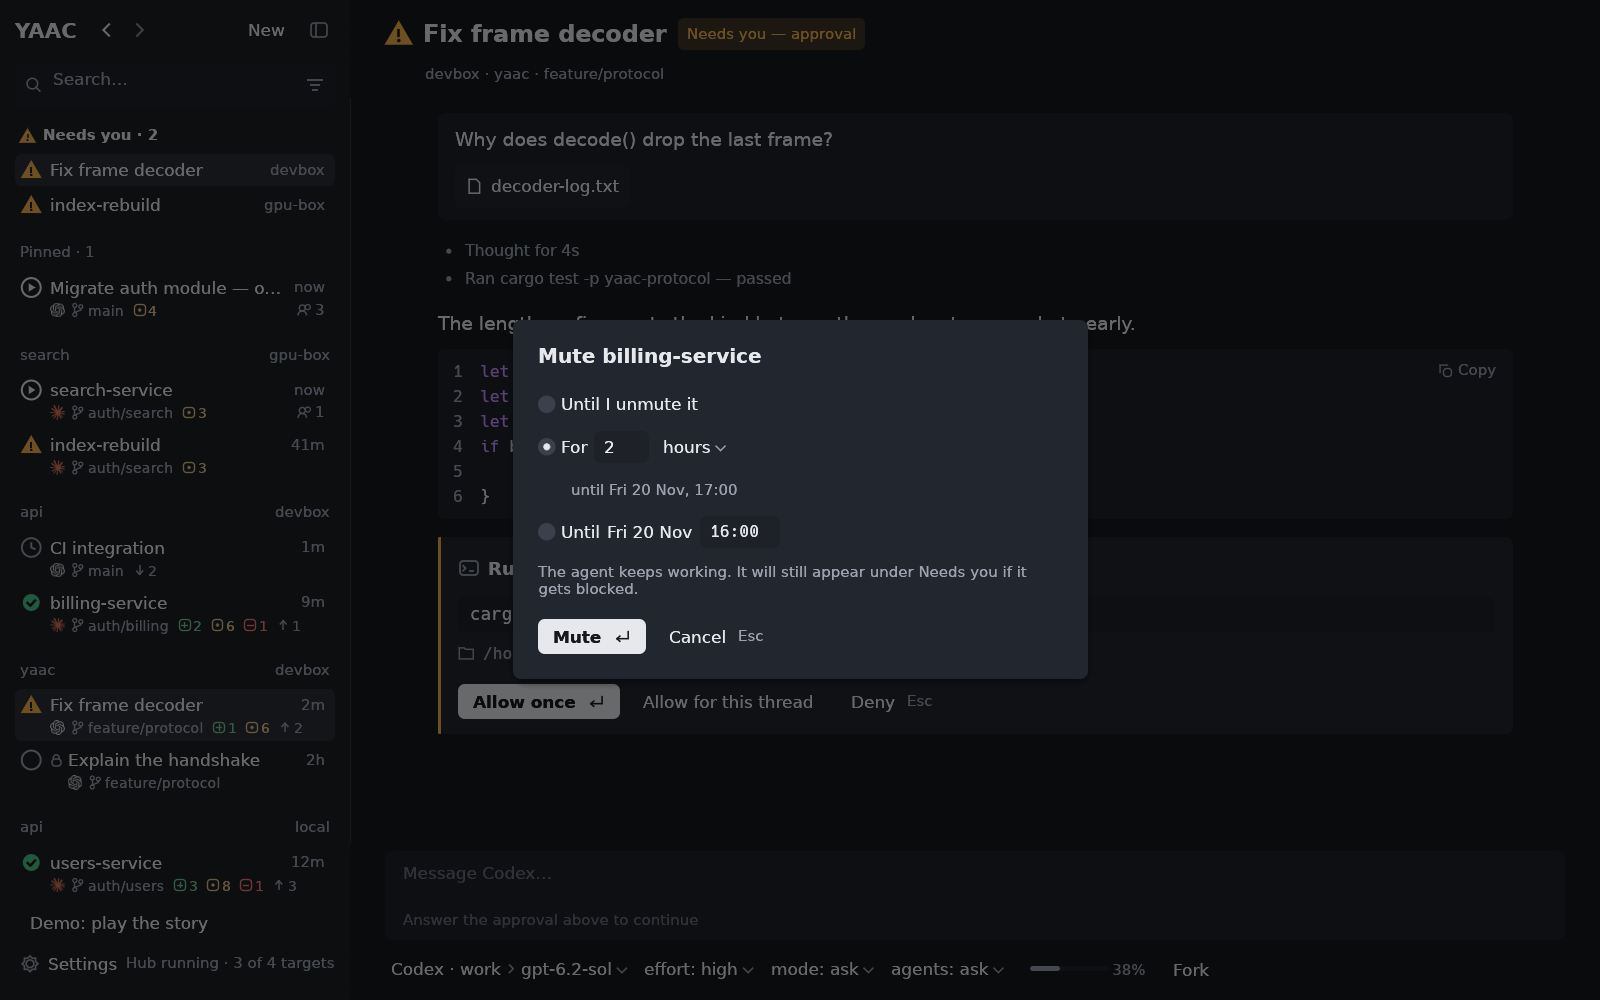 YAAC
New
Search…
Needs you · 2
Fix frame decoder devbox
index-rebuild gpu-box
Pinned · 1
Migrate auth module — o… now
main 4 3
search gpu-box
search-service now
auth/search 3 1
index-rebuild 41m
auth/search 3
api devbox
CI integration 1m
main 2
billing-service 9m
auth/billing 2 6 1 1
yaac devbox
Fix frame decoder 2m
feature/protocol 1 6 2
Explain the handshake 2h
feature/protocol
api local
users-service 12m
auth/users 3 8 1 3
Demo: play the story
Settings Hub running · 3 of 4 targets
Fix frame decoder Needs you — approval
devbox · yaac · feature/protocol
Why does decode() drop the last frame?
decoder-log.txt
• Thought for 4s
• Ran cargo test -p yaac-protocol — passed
The early.
Copy
1 let
2 let
3 let
4 if
5
6 }
Mute billing-service
Until I unmute it
For 2 hours
until Fri 20 Nov, 17:00
Until Fri 20 Nov 16:00
The agent keeps working. It will still appear under Needs you if it
gets blocked.
Mute Cancel Esc
Allow once Allow for this thread Deny Esc
Message Codex…
Answer the approval above to continue
Codex · work gpt-6.2-sol effort: high mode: ask agents: ask 38% Fork